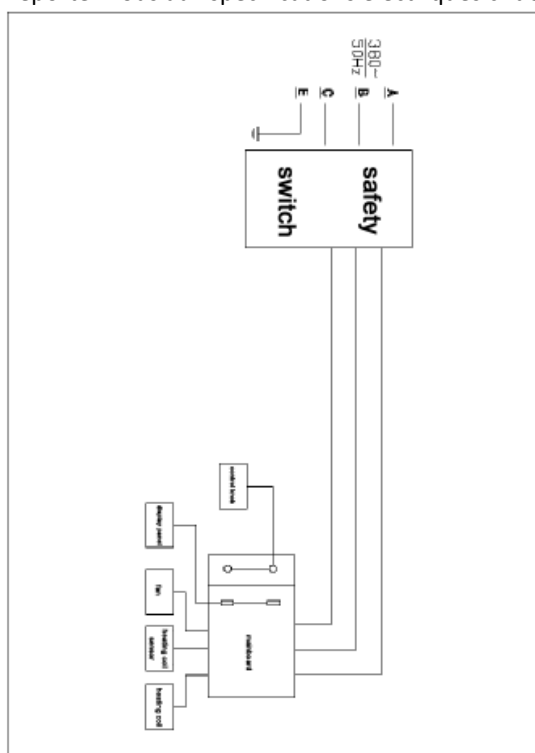 380~
50Hz
A
B
C
E
safety
switch
control knob
display panel
fan
heating coil
sensor
heating coil
mainboard